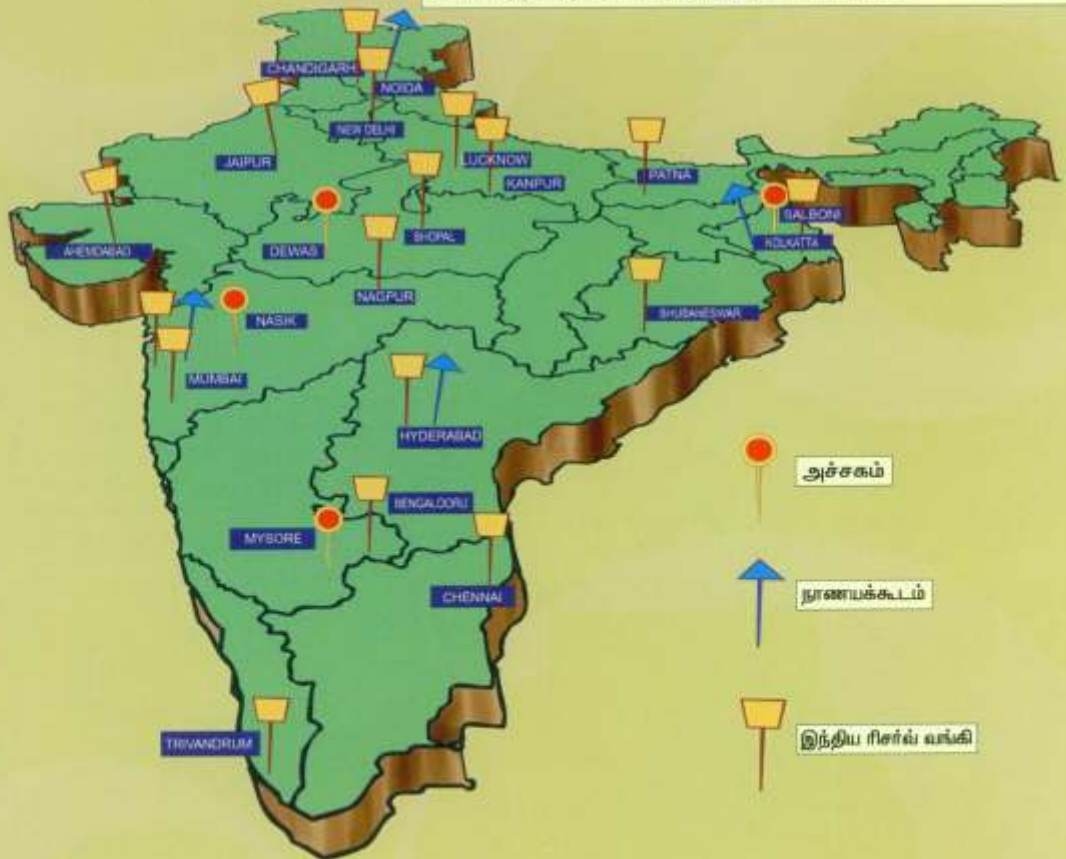 CHANDIGARH
NOIDA
NEW DELHI
JAIPUR
LUCKNOW
KANPUR
PATNA
SALBONI
KOLKATTA
AHEMDABAD
DEWAS
BHOPAL
NAGPUR
BHUBANESWAR
NASIK
MUMBAI
HYDERABAD
அச்சகம்
BENGALOORU
MYSORE
CHENNAI
நாணயக்கூடம்
TRIVANDRUM
இந்திய ரிசர்வ் வங்கி